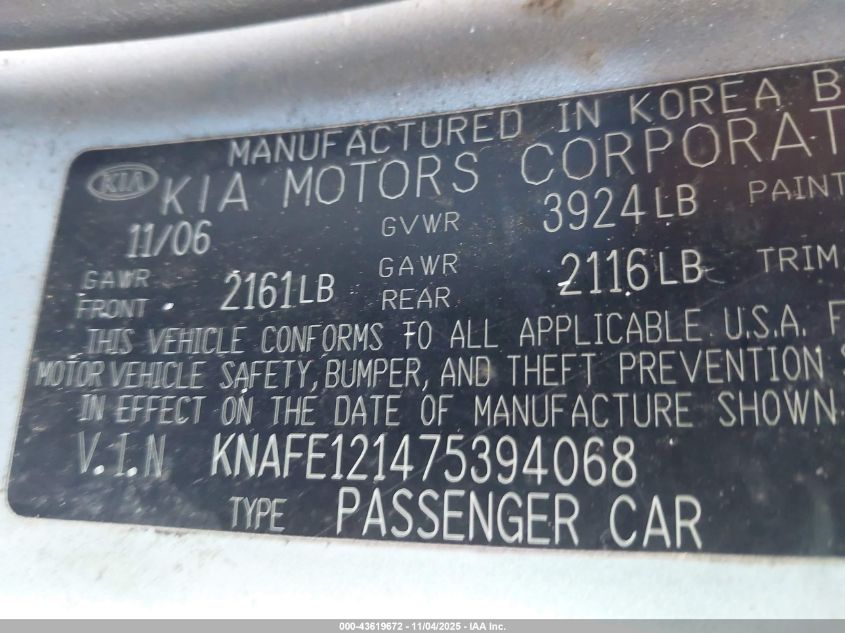 MANUFACTURED IN KOREA B
KIA KIA MOTORS CORPORAT
11/06 GVWR 3924LB PAINT
GAWR FRONT 2161LB GAWR REAR 2116LB TRIM
THIS VEHICLE CONFORMS TO ALL APPLICABLE U.S.A. F
MOTOR VEHICLE SAFETY, BUMPER, AND THEFT PREVENTION S
IN EFFECT ON THE DATE OF MANUFACTURE SHOWN
V.I.N KNAFE121475394068
TYPE PASSENGER CAR
000-43619672 - 11/04/2025 - IAA Inc.